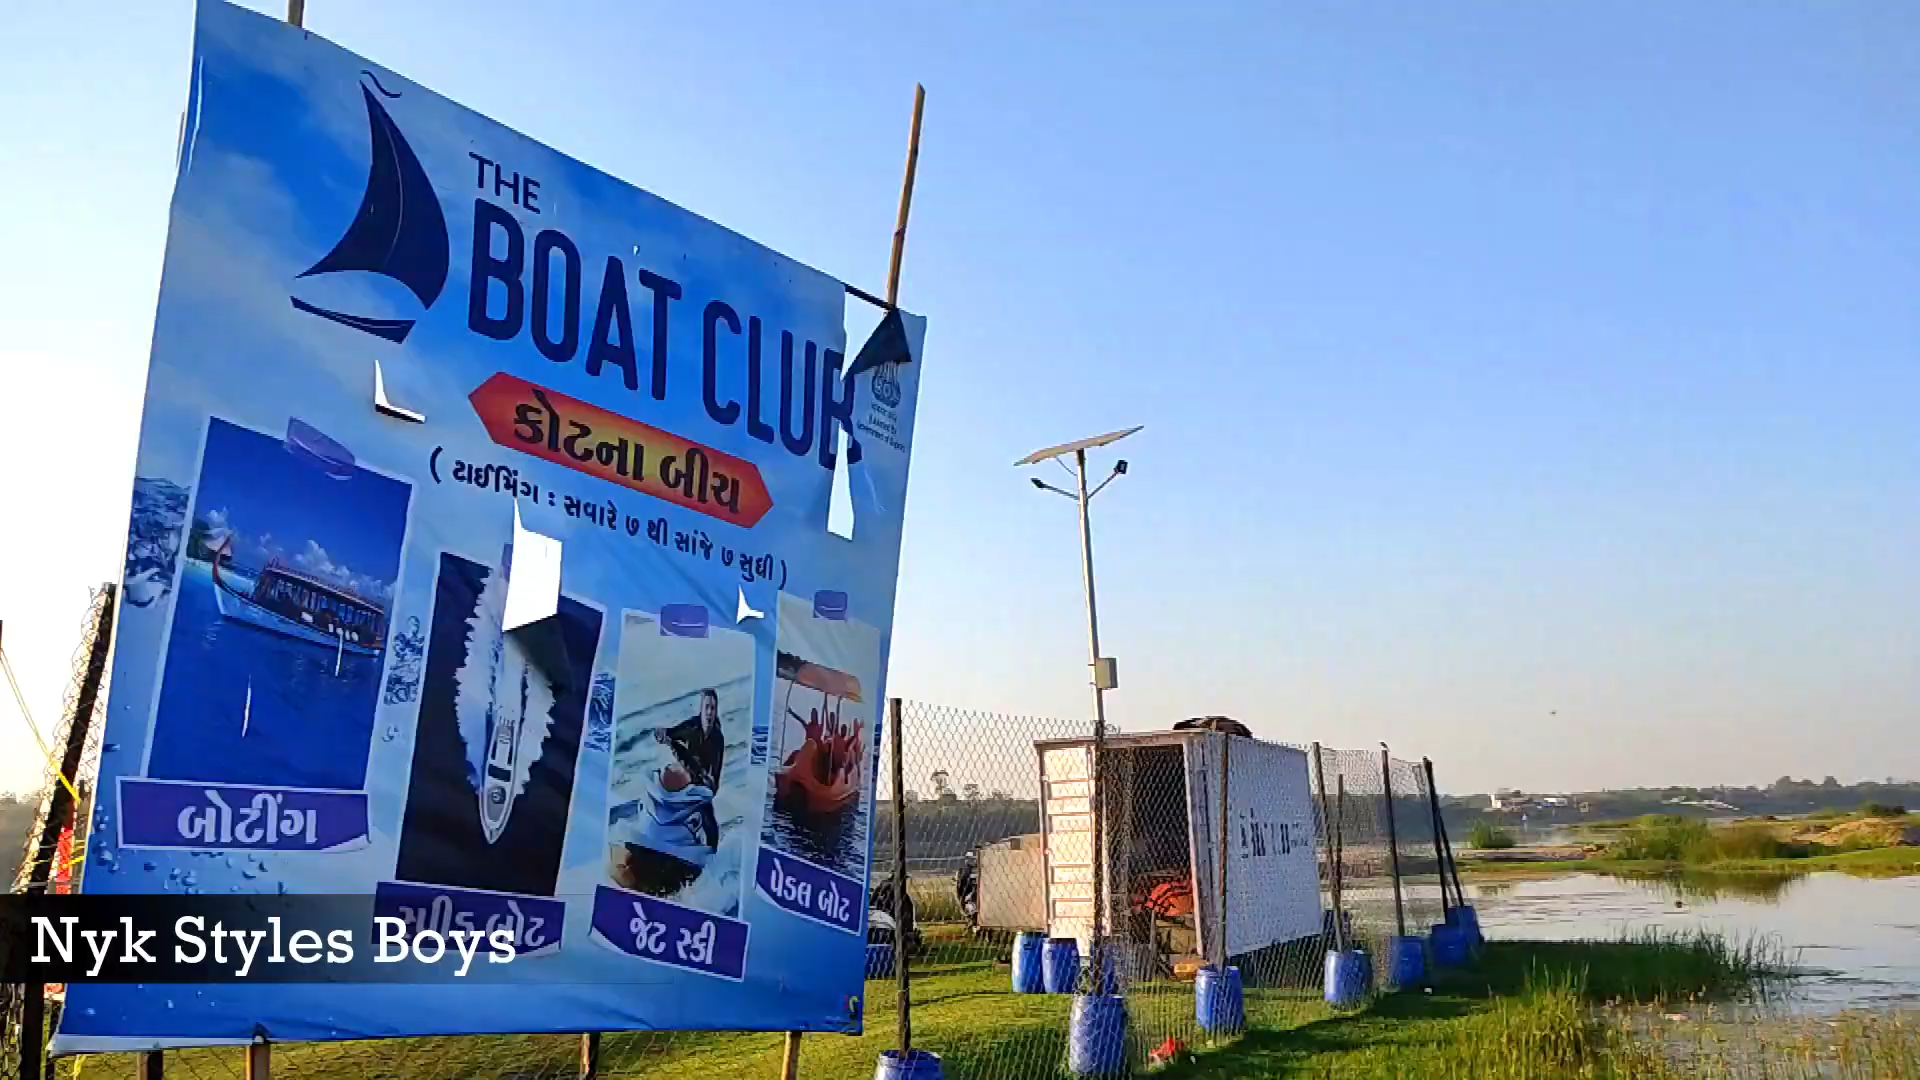 THE
BOAT CLUB
કોટના બીચ
( ટાઈમિંગ : સવારે ૭ થી સાંજે ૭ સુધી )
બોટીંગ
સ્પીડ બોટ
જેટ સ્કી
પેડલ બોટ
Nyk Styles Boys